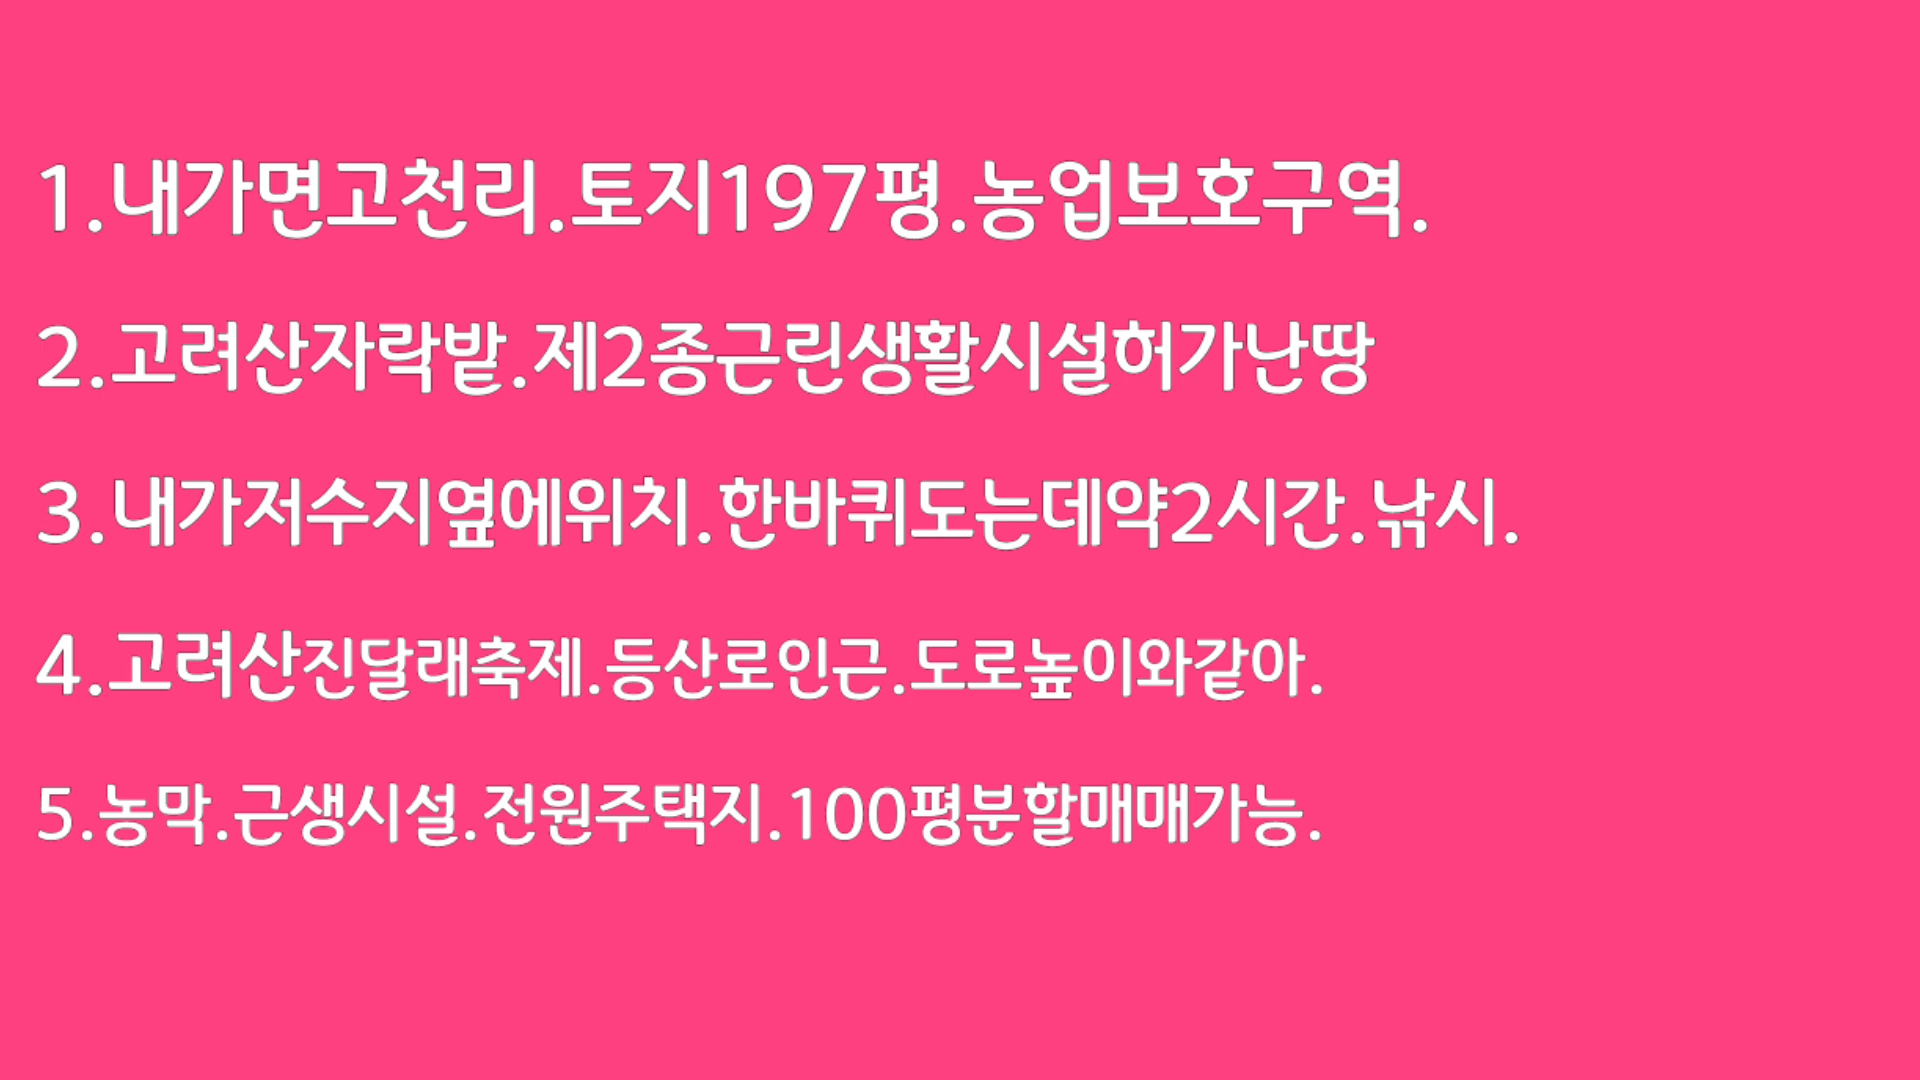 1.내가면고천리.토지197평.농업보호구역.
2.고려산자락밭.제2종근린생활시설허가난땅
3.내가저수지옆에위치.한바퀴도는데약2시간.낚시.
4.고려산진달래축제.등산로인근.도로높이와같아.
5.농막.근생시설.전원주택지.100평분할매매가능.